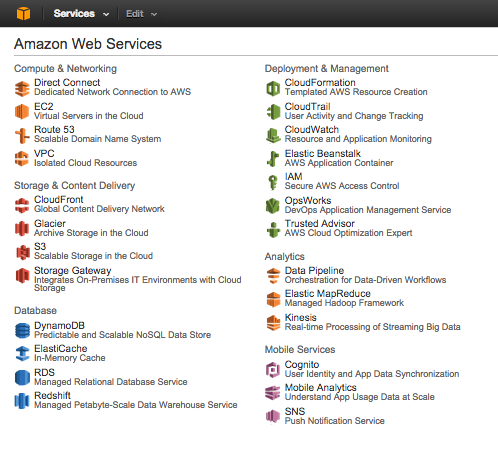 Services
Edit
Amazon Web Services
Compute & Networking
Direct Connect
Dedicated Network Connection to AWS
EC2
Virtual Servers in the Cloud
Route 53
Scalable Domain Name System
VPC
Isolated Cloud Resources
Storage & Content Delivery
CloudFront
Global Content Delivery Network
Glacier
Archive Storage in the Cloud
S3
Scalable Storage in the Cloud
Storage Gateway
Integrates On-Premises IT Environments with Cloud
Storage
Database
DynamoDB
Predictable and Scalable NoSQL Data Store
ElastiCache
In-Memory Cache
RDS
Managed Relational Database Service
Redshift
Managed Petabyte-Scale Data Warehouse Service
Deployment & Management
CloudFormation
Templated AWS Resource Creation
CloudTrail
User Activity and Change Tracking
CloudWatch
Resource and Application Monitoring
Elastic Beanstalk
AWS Application Container
IAM
Secure AWS Access Control
OpsWorks
DevOps Application Management Service
Trusted Advisor
AWS Cloud Optimization Expert
Analytics
Data Pipeline
Orchestration for Data-Driven Workflows
Elastic MapReduce
Managed Hadoop Framework
Kinesis
Real-time Processing of Streaming Big Data
Mobile Services
Cognito
User Identity and App Data Synchronization
Mobile Analytics
Understand App Usage Data at Scale
SNS
Push Notification Service